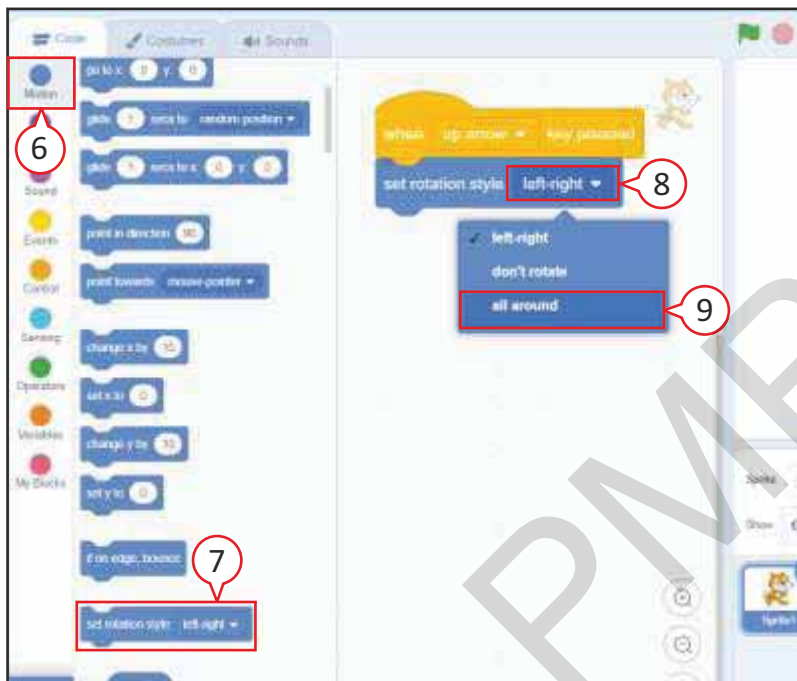 Code Costumes Sounds
Motion
6
Sound
Events
Control
Sensing
Operators
Variables
My Blocks
go to x: 0 y: 0
glide 1 secs to random position
glide 1 secs to x: 0 y: 0
point in direction 90
point towards mouse-pointer
change x by 10
set x to 0
change y by 10
set y to 0
if on edge, bounce
7
set rotation style left-right
when up arrow key pressed
set rotation style left-right
8
✓ left-right
don't rotate
all around
9
Sprite
Show
Sprite1
PMP